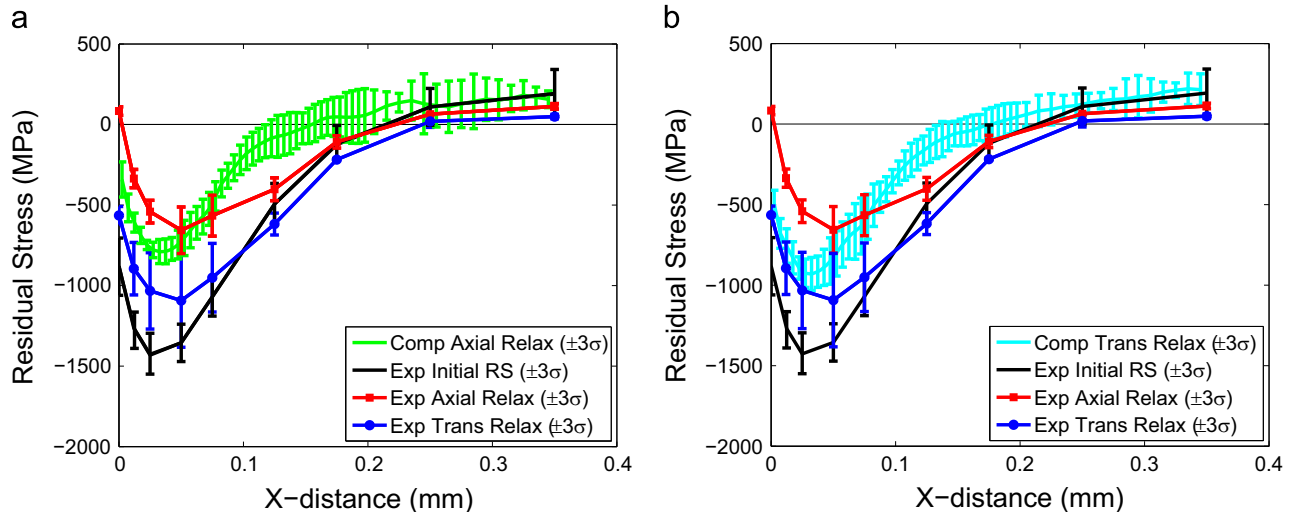 a
500
0
−500
−1000
−1500
−2000
Residual Stress (MPa)
0
0.1
0.2
0.3
0.4
X−distance (mm)
Comp Axial Relax (±3σ)
Exp Initial RS (±3σ)
Exp Axial Relax (±3σ)
Exp Trans Relax (±3σ)
b
500
0
−500
−1000
−1500
−2000
Residual Stress (MPa)
0
0.1
0.2
0.3
0.4
X−distance (mm)
Comp Trans Relax (±3σ)
Exp Initial RS (±3σ)
Exp Axial Relax (±3σ)
Exp Trans Relax (±3σ)